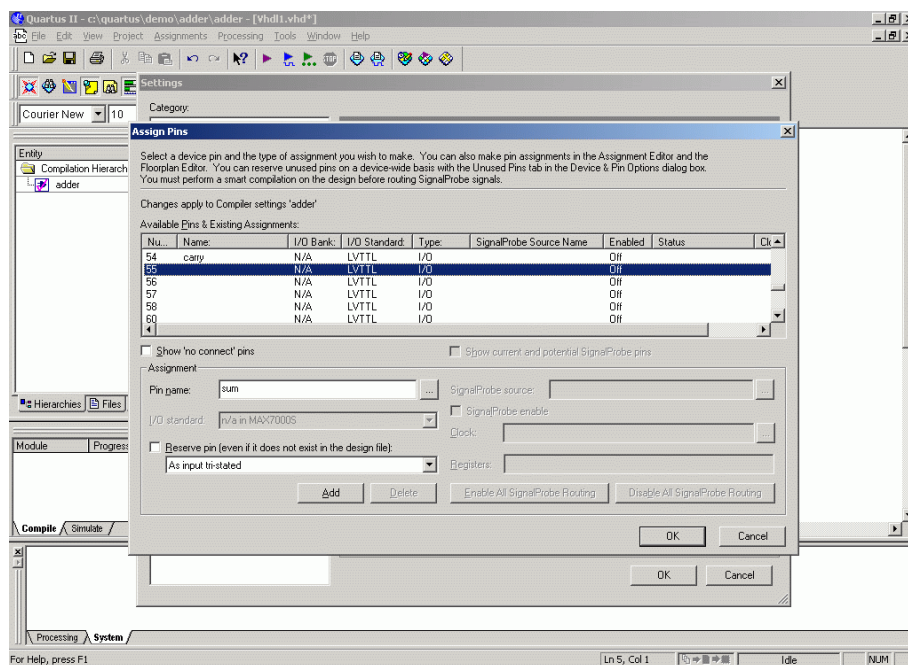 Quartus II - c:\quartus\demo\adder\adder - [Vhdl1.vhd*]
File Edit View Project Assignments Processing Tools Window Help
Settings
Courier New 10
Category:
Assign Pins
Select a device pin and the type of assignment you wish to make. You can also make pin assignments in the Assignment Editor and the
Floorplan Editor. You can reserve unused pins on a device-wide basis with the Unused Pins tab in the Device & Pin Options dialog box.
You must perform a smart compilation on the design before routing SignalProbe signals.
Entity
Compilation Hierarch
adder
Changes apply to Compiler settings 'adder'
Available Pins & Existing Assignments:
Nu... Name: I/O Bank: I/O Standard: Type: SignalProbe Source Name Enabled Status Clo
54 carry N/A LVTTL I/O Off
55 N/A LVTTL I/O Off
56 N/A LVTTL I/O Off
57 N/A LVTTL I/O Off
58 N/A LVTTL I/O Off
60 N/A LVTTL I/O Off
Show 'no connect' pins Show current and potential SignalProbe pins
Assignment
Pin name: sum ... SignalProbe source: ...
Hierarchies Files
I/O standard: n/a in MAX7000S SignalProbe enable
Clock: ...
Module Progress
Reserve pin (even if it does not exist in the design file):
As input tri-stated Registers:
Add Delete Enable All SignalProbe Routing Disable All SignalProbe Routing
Compile Simulate
OK Cancel
OK Cancel
Processing System
For Help, press F1 Ln 5, Col 1 Idle NUM